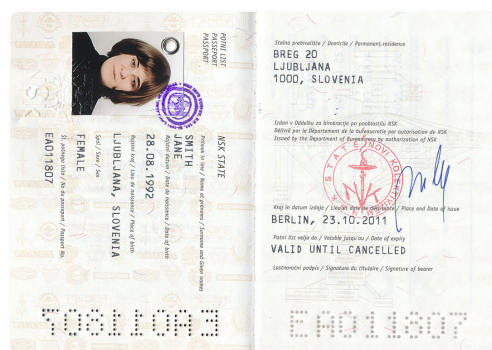 POTNI LIST
PASSEPORT
PASSPORT
NSK STATE
Priimek in ime / Nom et prénoms / Surname and Given names
SMITH
JANE
Rojstni datum / Date de naissance / Date of birth
28.08.1992
Rojstni kraj / Lieu de naissance / Place of birth
LJUBLJANA, SLOVENIA
Spol / Sexe / Sex
FEMALE
Št. potnega lista / No du passeport / Passport No.
EA011807
EA011807
Stalno prebivališče / Domicile / Permanent residence
BREG 20
LJUBLJANA
1000, SLOVENIA
Izdan v Oddelku za birokracijo po pooblastilu NSK
Délivré par le Département de la bureaucratie par autorisation de NSK
Issued by the Department of Bureaucracy by authorization of NSK
NSK STATE NOVI KOLEKTIVIZEM
NK
Kraj in datum izdaje / Lieu et date de délivrance / Place and Date of issue
BERLIN, 23.10.2011
Potni list velja do / Valable jusqu'au / Date of expiry
VALID UNTIL CANCELLED
Lastnoročni podpis / Signature du titulaire / Signature of bearer
EA011807